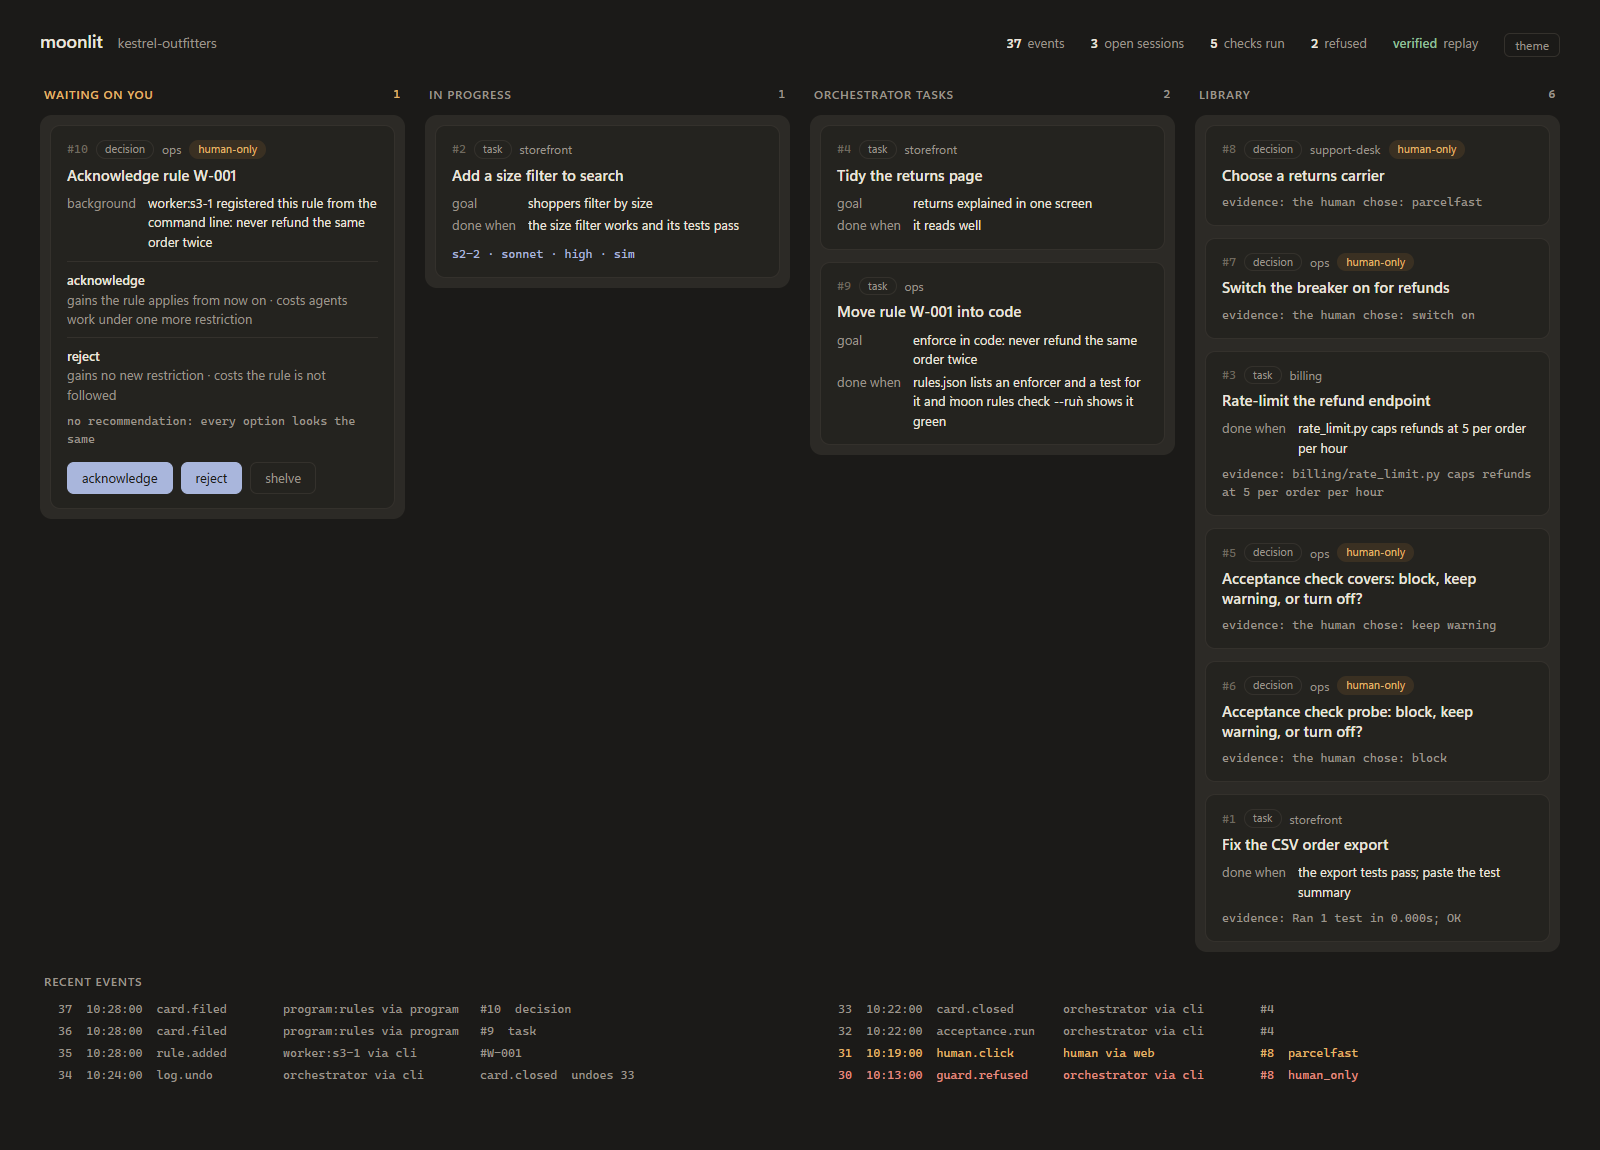 moonlit kestrel-outfitters
37 events 3 open sessions 5 checks run 2 refused verified replay theme
WAITING ON YOU 1
#10 decision ops human-only
Acknowledge rule W-001
background worker:s3-1 registered this rule from the
command line: never refund the same
order twice
acknowledge
gains the rule applies from now on · costs agents
work under one more restriction
reject
gains no new restriction · costs the rule is not
followed
no recommendation: every option looks the
same
acknowledge reject shelve
IN PROGRESS 1
#2 task storefront
Add a size filter to search
goal shoppers filter by size
done when the size filter works and its tests pass
s2-2 · sonnet · high · sim
ORCHESTRATOR TASKS 2
#4 task storefront
Tidy the returns page
goal returns explained in one screen
done when it reads well
#9 task ops
Move rule W-001 into code
goal enforce in code: never refund the same
order twice
done when rules.json lists an enforcer and a test for
it and `moon rules check --run` shows it
green
LIBRARY 6
#8 decision support-desk human-only
Choose a returns carrier
evidence: the human chose: parcelfast
#7 decision ops human-only
Switch the breaker on for refunds
evidence: the human chose: switch on
#3 task billing
Rate-limit the refund endpoint
done when rate_limit.py caps refunds at 5 per order
per hour
evidence: billing/rate_limit.py caps refunds
at 5 per order per hour
#5 decision ops human-only
Acceptance check covers: block, keep
warning, or turn off?
evidence: the human chose: keep warning
#6 decision ops human-only
Acceptance check probe: block, keep
warning, or turn off?
evidence: the human chose: block
#1 task storefront
Fix the CSV order export
done when the export tests pass; paste the test
summary
evidence: Ran 1 test in 0.000s; OK
RECENT EVENTS
37 10:28:00 card.filed program:rules via program #10 decision
36 10:28:00 card.filed program:rules via program #9 task
35 10:28:00 rule.added worker:s3-1 via cli #W-001
34 10:24:00 log.undo orchestrator via cli card.closed undoes 33
33 10:22:00 card.closed orchestrator via cli #4
32 10:22:00 acceptance.run orchestrator via cli #4
31 10:19:00 human.click human via web #8 parcelfast
30 10:13:00 guard.refused orchestrator via cli #8 human_only